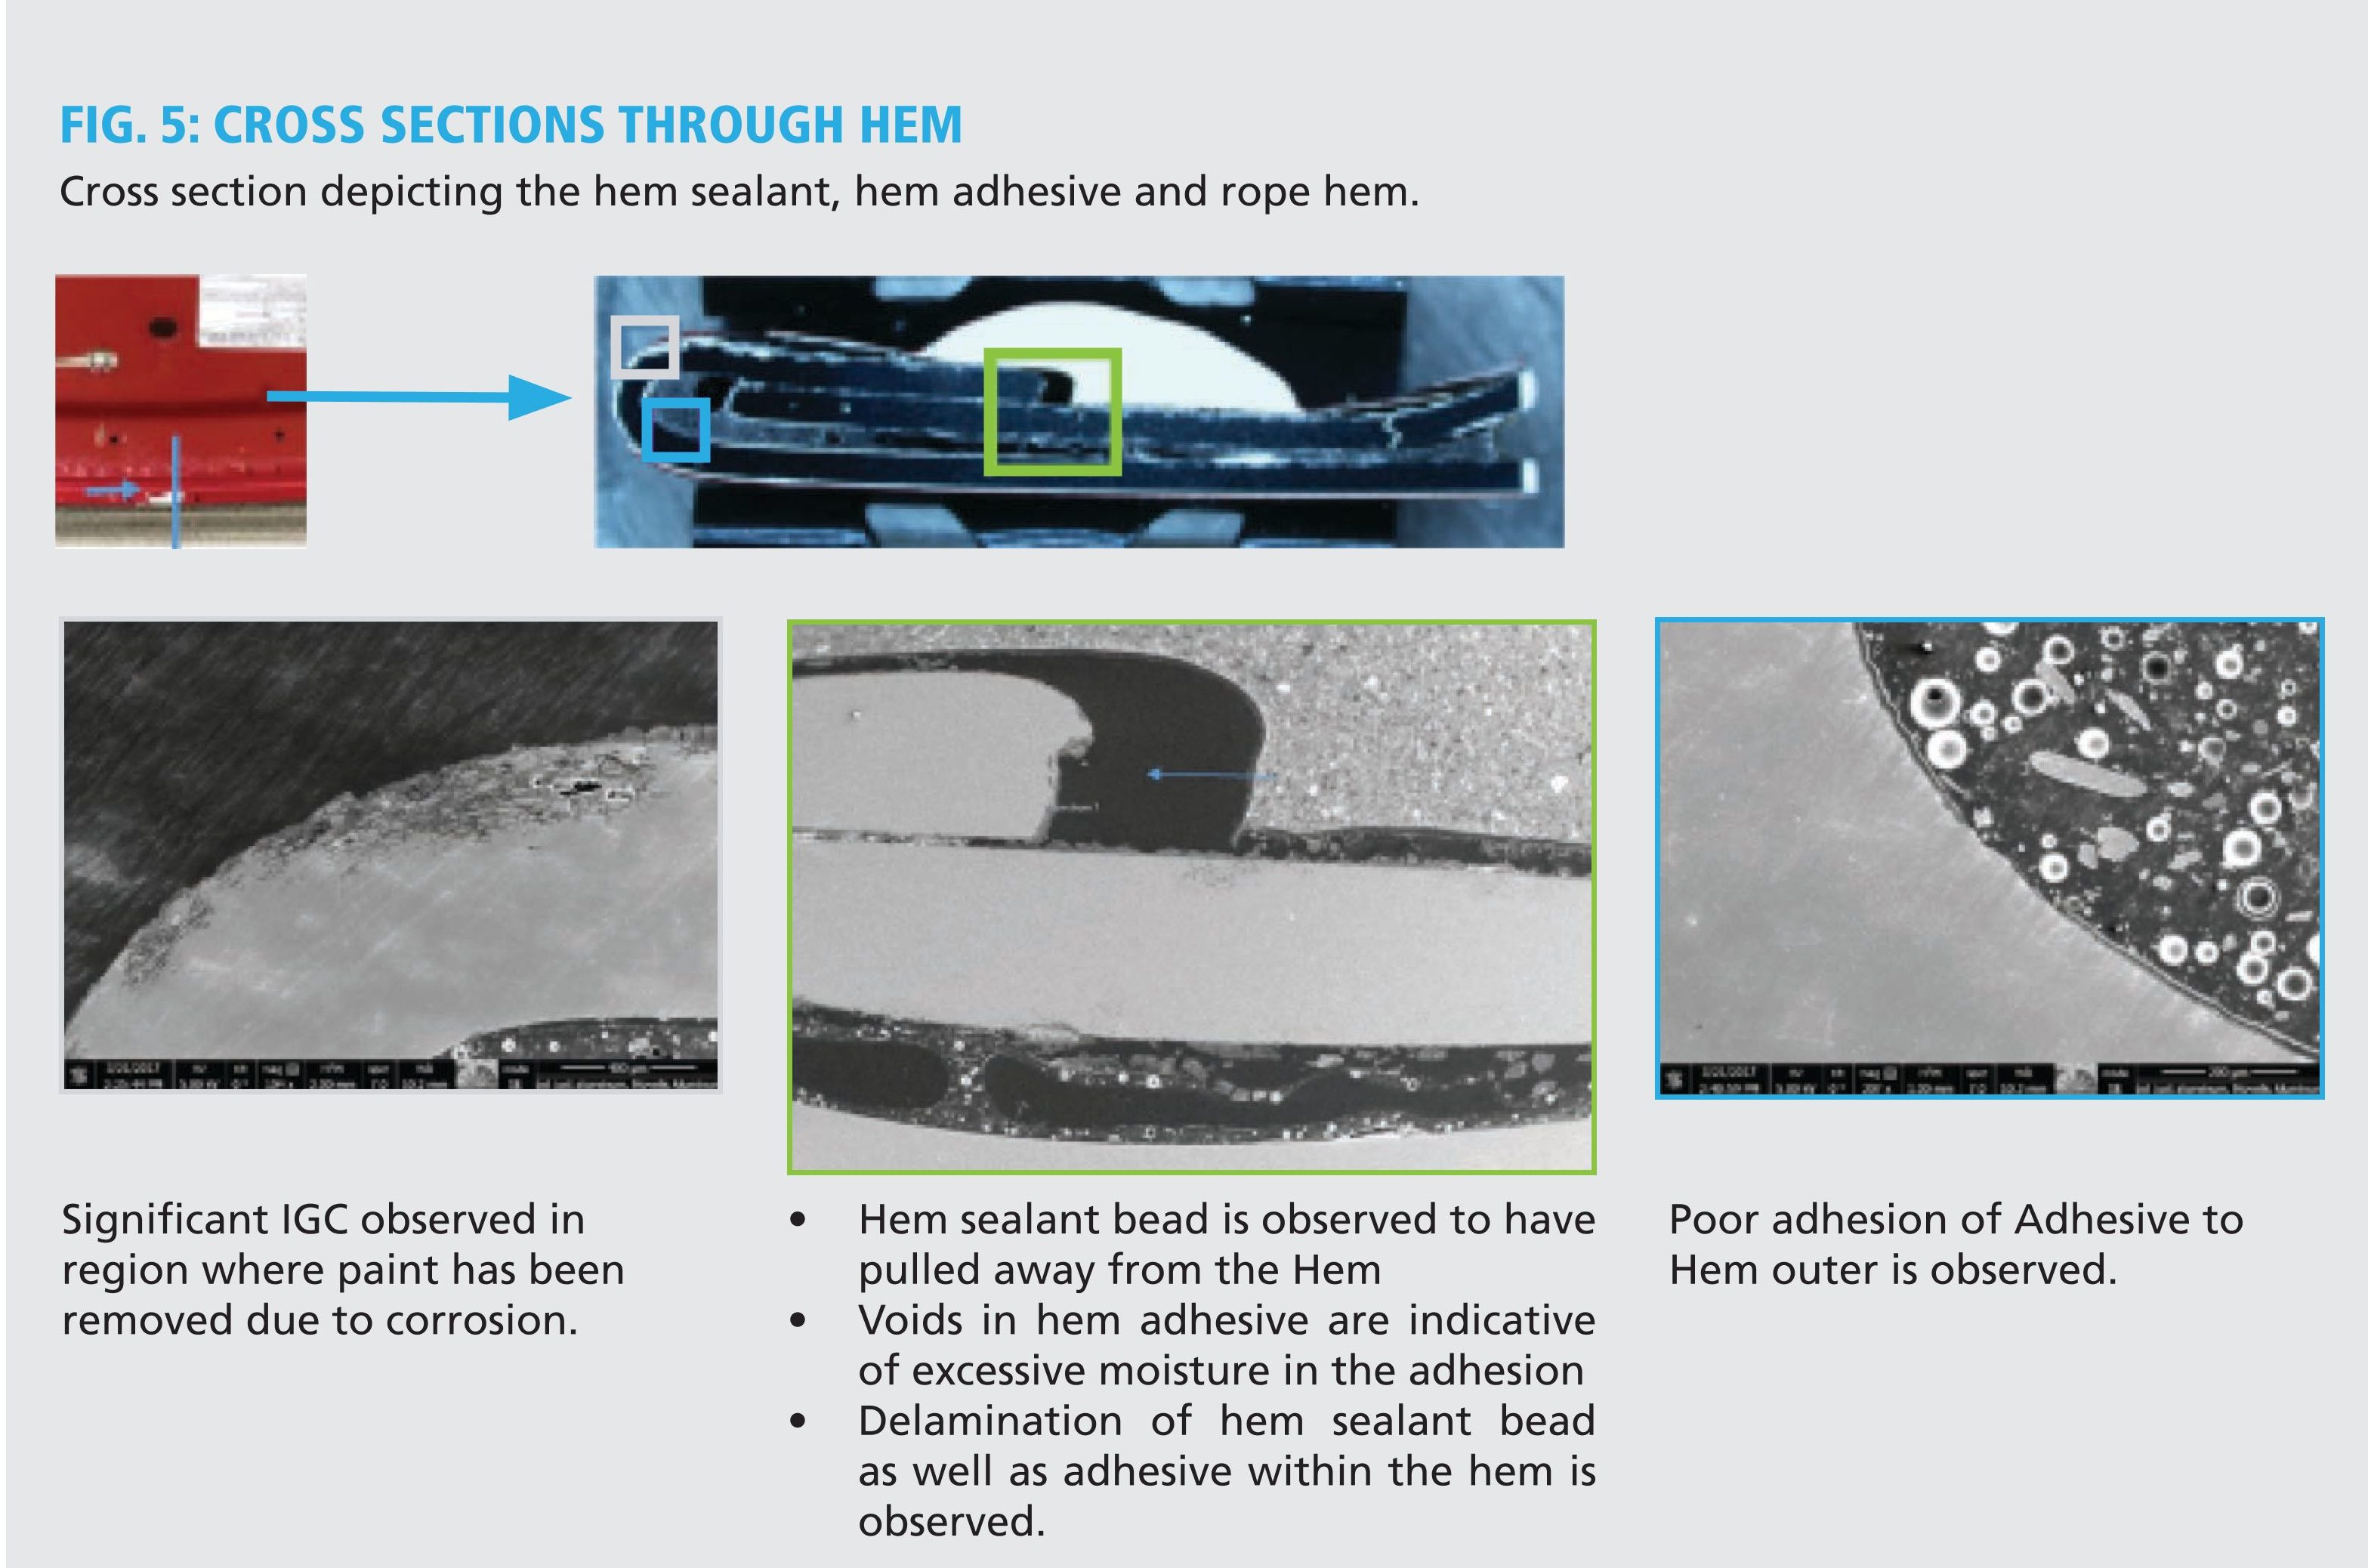 FIG. 5: CROSS SECTIONS THROUGH HEM
Cross section depicting the hem sealant, hem adhesive and rope hem.
Significant IGC observed in
region where paint has been
removed due to corrosion.
• Hem sealant bead is observed to have
pulled away from the Hem
• Voids in hem adhesive are indicative
of excessive moisture in the adhesion
• Delamination of hem sealant bead
as well as adhesive within the hem is
observed.
Poor adhesion of Adhesive to
Hem outer is observed.